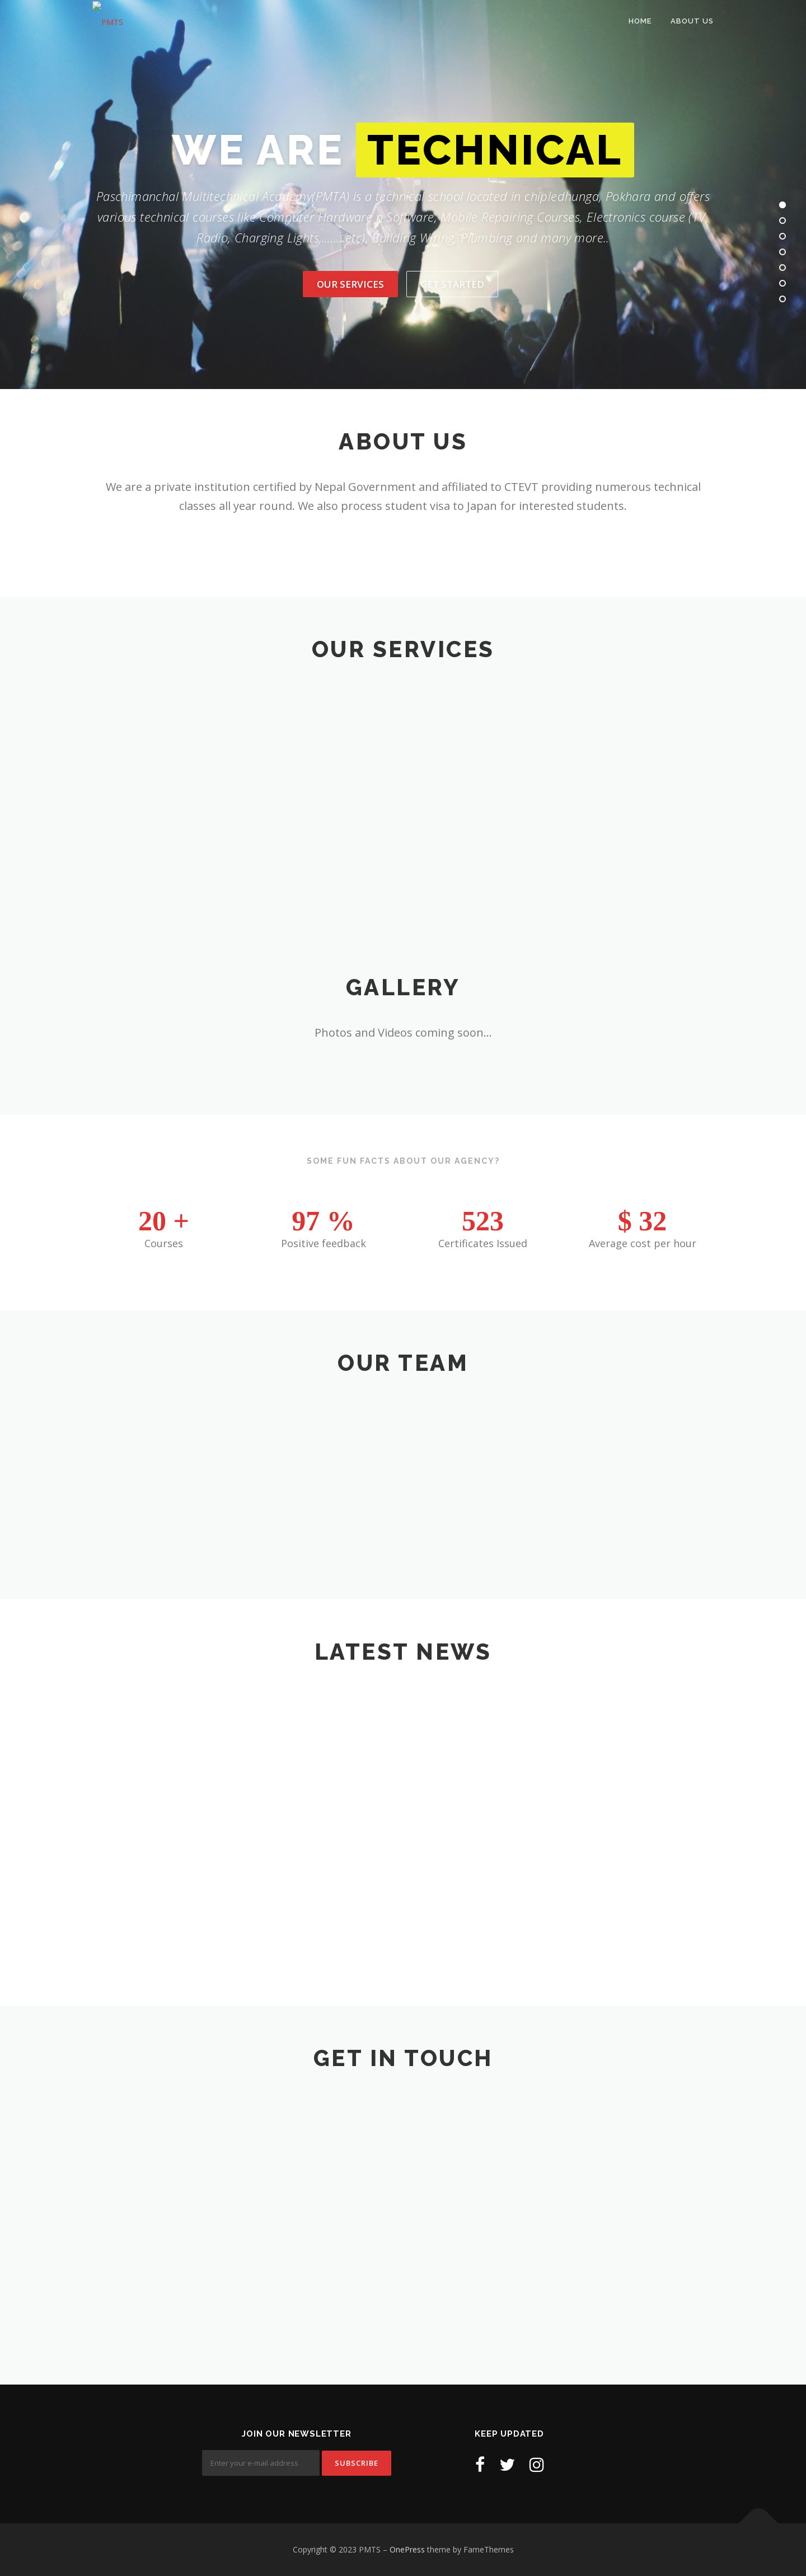 PMTS
HOME ABOUT US
WE ARE TECHNICAL
Paschimanchal Multitechnical Academy(PMTA) is a technical school located in chipledhunga, Pokhara and offers
various technical courses like Computer Hardware n Software, Mobile Repairing Courses, Electronics course (TV,
Radio, Charging Lights,.......etc), Building Wiring, Plumbing and many more..
OUR SERVICES GET STARTED
ABOUT US
We are a private institution certified by Nepal Government and affiliated to CTEVT providing numerous technical
classes all year round. We also process student visa to Japan for interested students.
OUR SERVICES
GALLERY
Photos and Videos coming soon...
SOME FUN FACTS ABOUT OUR AGENCY?
20 + 97 % 523 $ 32
Courses Positive feedback Certificates Issued Average cost per hour
OUR TEAM
LATEST NEWS
GET IN TOUCH
JOIN OUR NEWSLETTER KEEP UPDATED
Enter your e-mail address SUBSCRIBE
Copyright © 2023 PMTS – OnePress theme by FameThemes